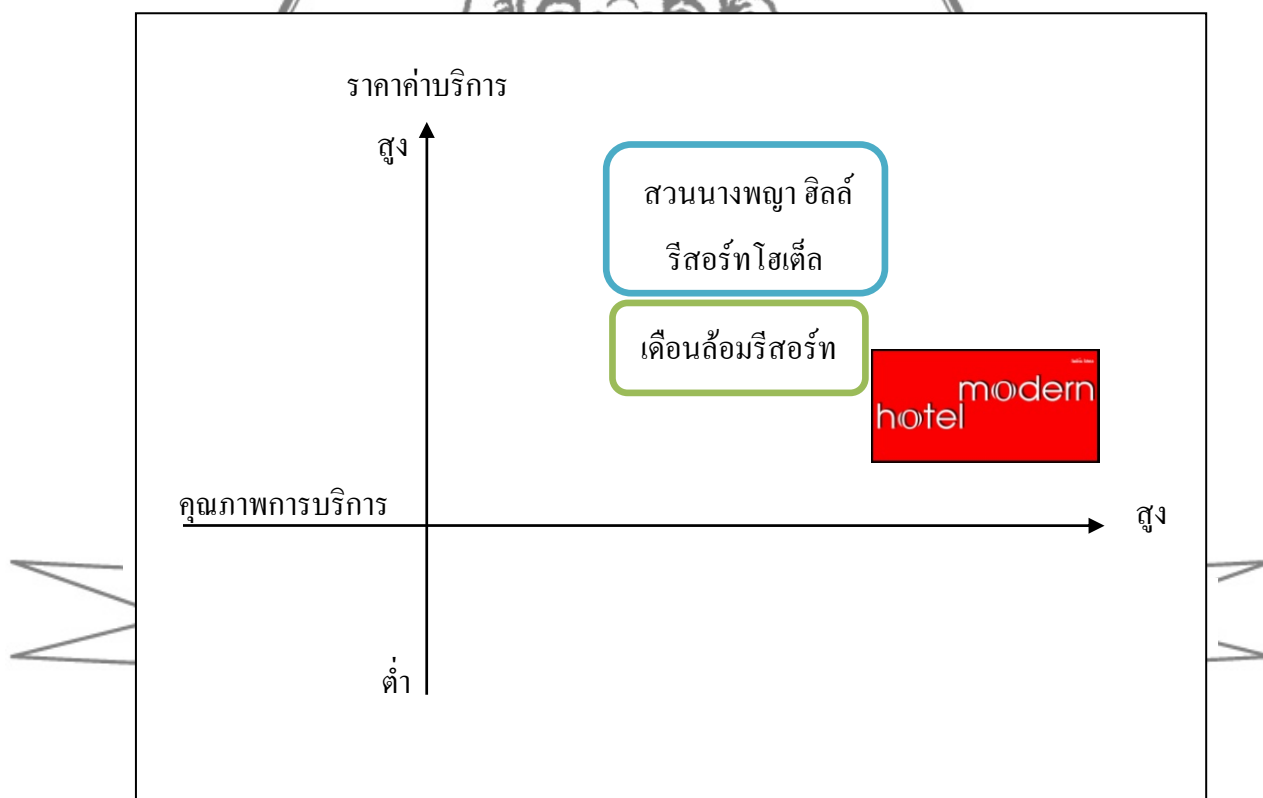 ราคาค่าบริการ
สูง
สวนนางพญา ฮิลล์
รีสอร์ทโฮเต็ล
เดือนล้อมรีสอร์ท
modern
hotel
คุณภาพการบริการ
สูง
ต่ำ